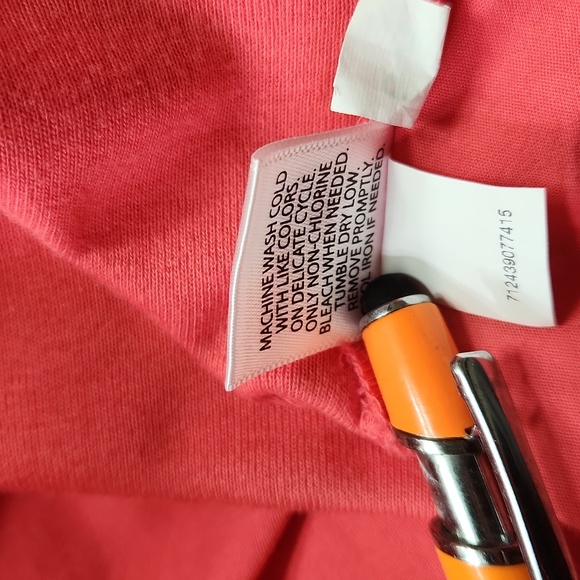 MACHINE WASH COLD
WITH LIKE COLORS.
ON DELICATE CYCLE.
ONLY NON-CHLORINE
BLEACH WHEN NEEDED.
TUMBLE DRY LOW.
REMOVE PROMPTLY.
IRON IF NEEDED.
712439077415